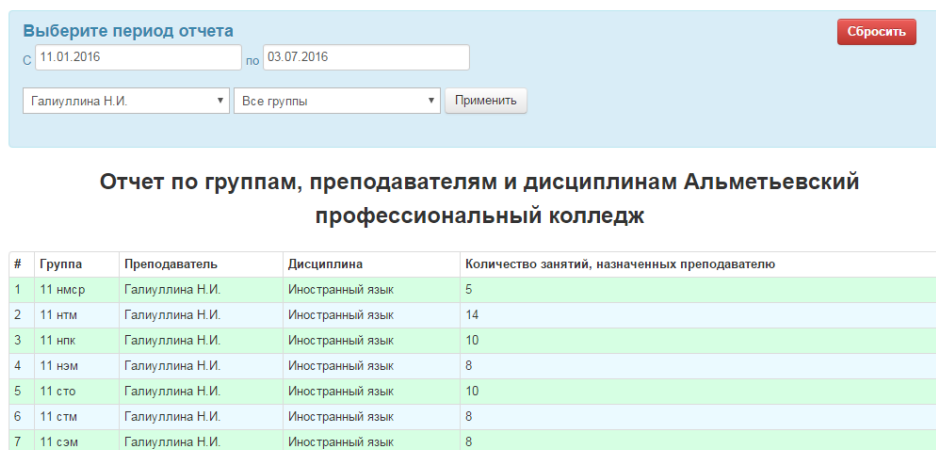 Выберите период отчета
Сбросить
С 11.01.2016 по 03.07.2016
Галиуллина Н.И. Все группы Применить
Отчет по группам, преподавателям и дисциплинам Альметьевский
профессиональный колледж
# Группа Преподаватель Дисциплина Количество занятий, назначенных преподавателю
1 11 нмср Галиуллина Н.И. Иностранный язык 5
2 11 нтм Галиуллина Н.И. Иностранный язык 14
3 11 нпк Галиуллина Н.И. Иностранный язык 10
4 11 нэм Галиуллина Н.И. Иностранный язык 8
5 11 сто Галиуллина Н.И. Иностранный язык 10
6 11 стм Галиуллина Н.И. Иностранный язык 8
7 11 сэм Галиуллина Н.И. Иностранный язык 8